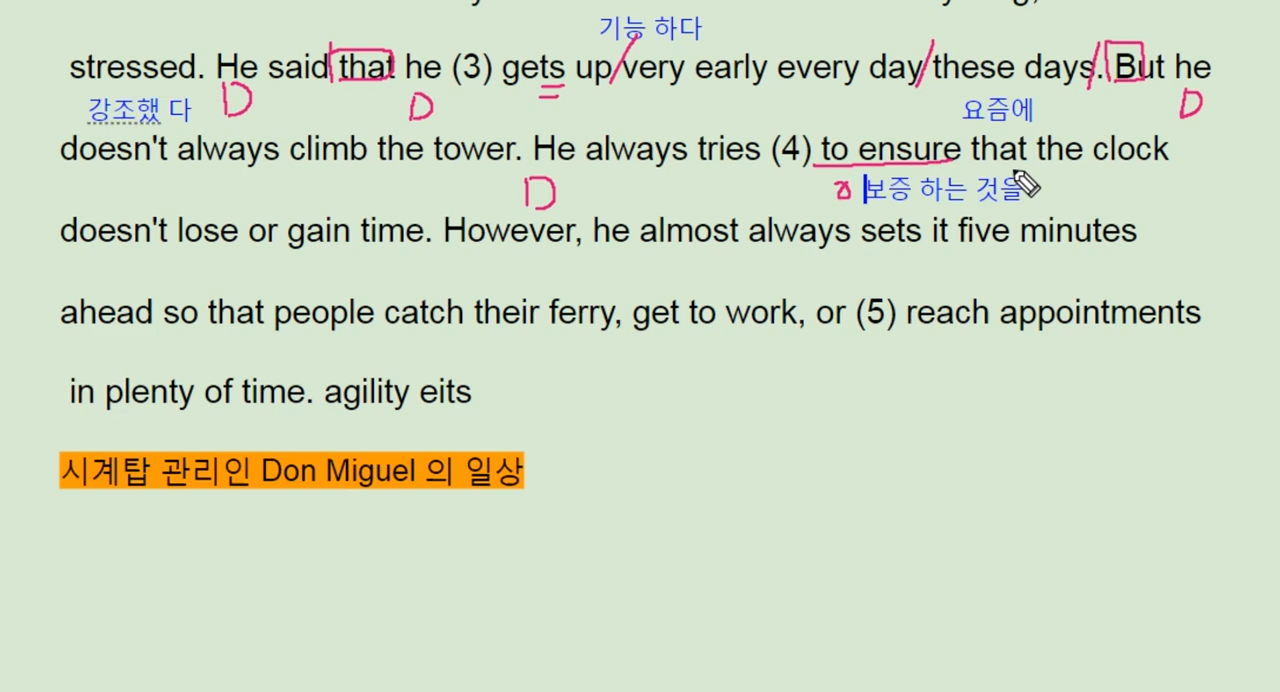 기능 하다
stressed. He said that he (3) gets up very early every day these days. But he
강조했 다 D D 요즘에 D
doesn't always climb the tower. He always tries (4) to ensure that the clock
D 보증 하는 것을
doesn't lose or gain time. However, he almost always sets it five minutes
ahead so that people catch their ferry, get to work, or (5) reach appointments
in plenty of time. agility eits
시계탑 관리인 Don Miguel 의 일상